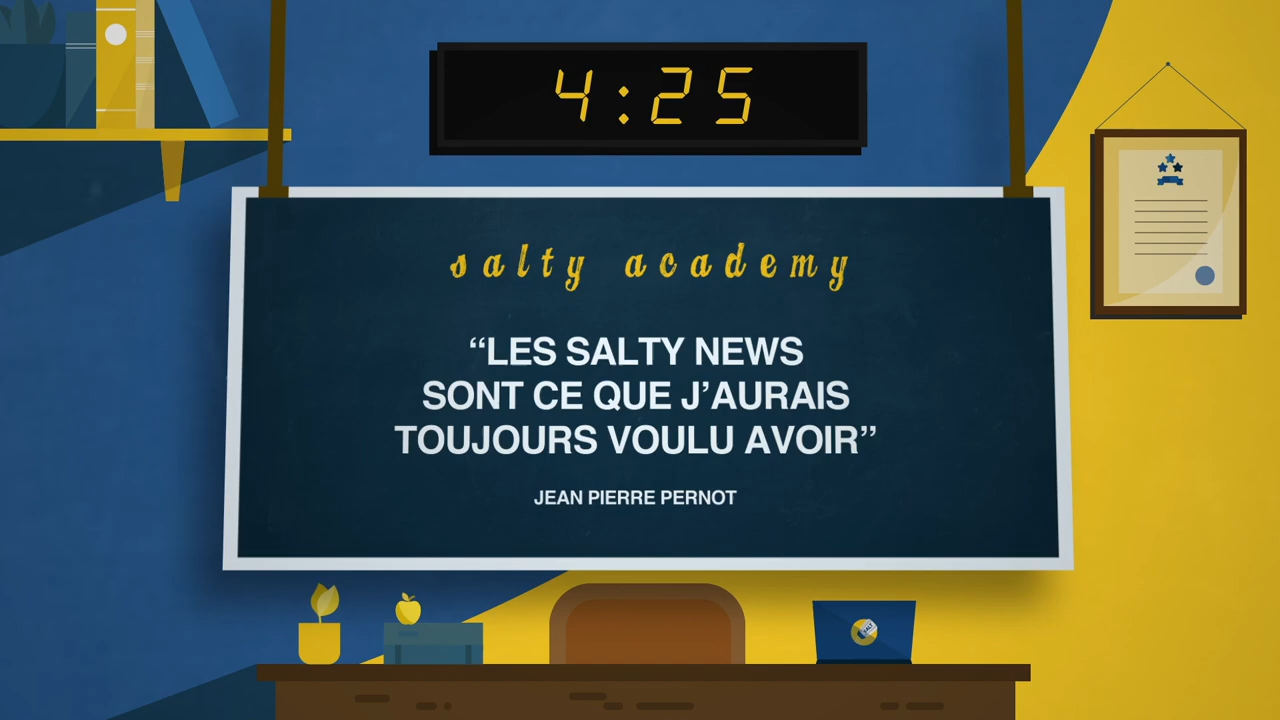 4:25
salty academy
“LES SALTY NEWS
SONT CE QUE J’AURAIS
TOUJOURS VOULU AVOIR”
JEAN PIERRE PERNOT